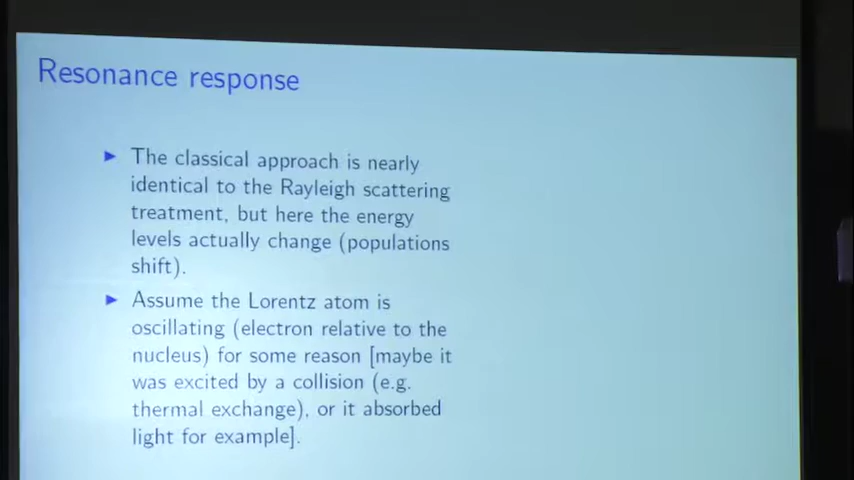 Resonance response
The classical approach is nearly
identical to the Rayleigh scattering
treatment, but here the energy
levels actually change (populations
shift).
Assume the Lorentz atom is
oscillating (electron relative to the
nucleus) for some reason [maybe it
was excited by a collision (e.g.
thermal exchange), or it absorbed
light for example].